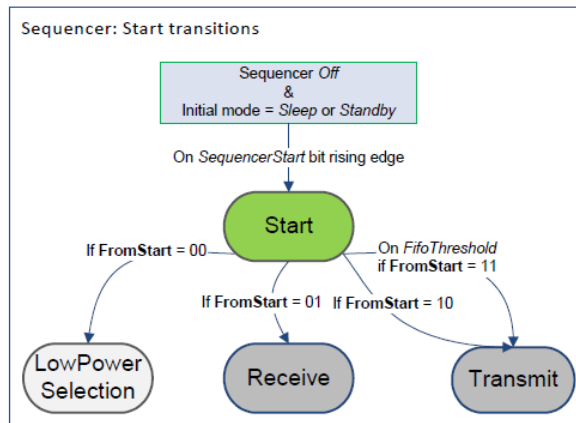 Sequencer: Start transitions
Sequencer Off
&
Initial mode = Sleep or Standby
On SequencerStart bit rising edge
Start
If FromStart = 00
On FifoThreshold
if FromStart = 11
If FromStart = 01
If FromStart = 10
LowPower
Selection
Receive
Transmit